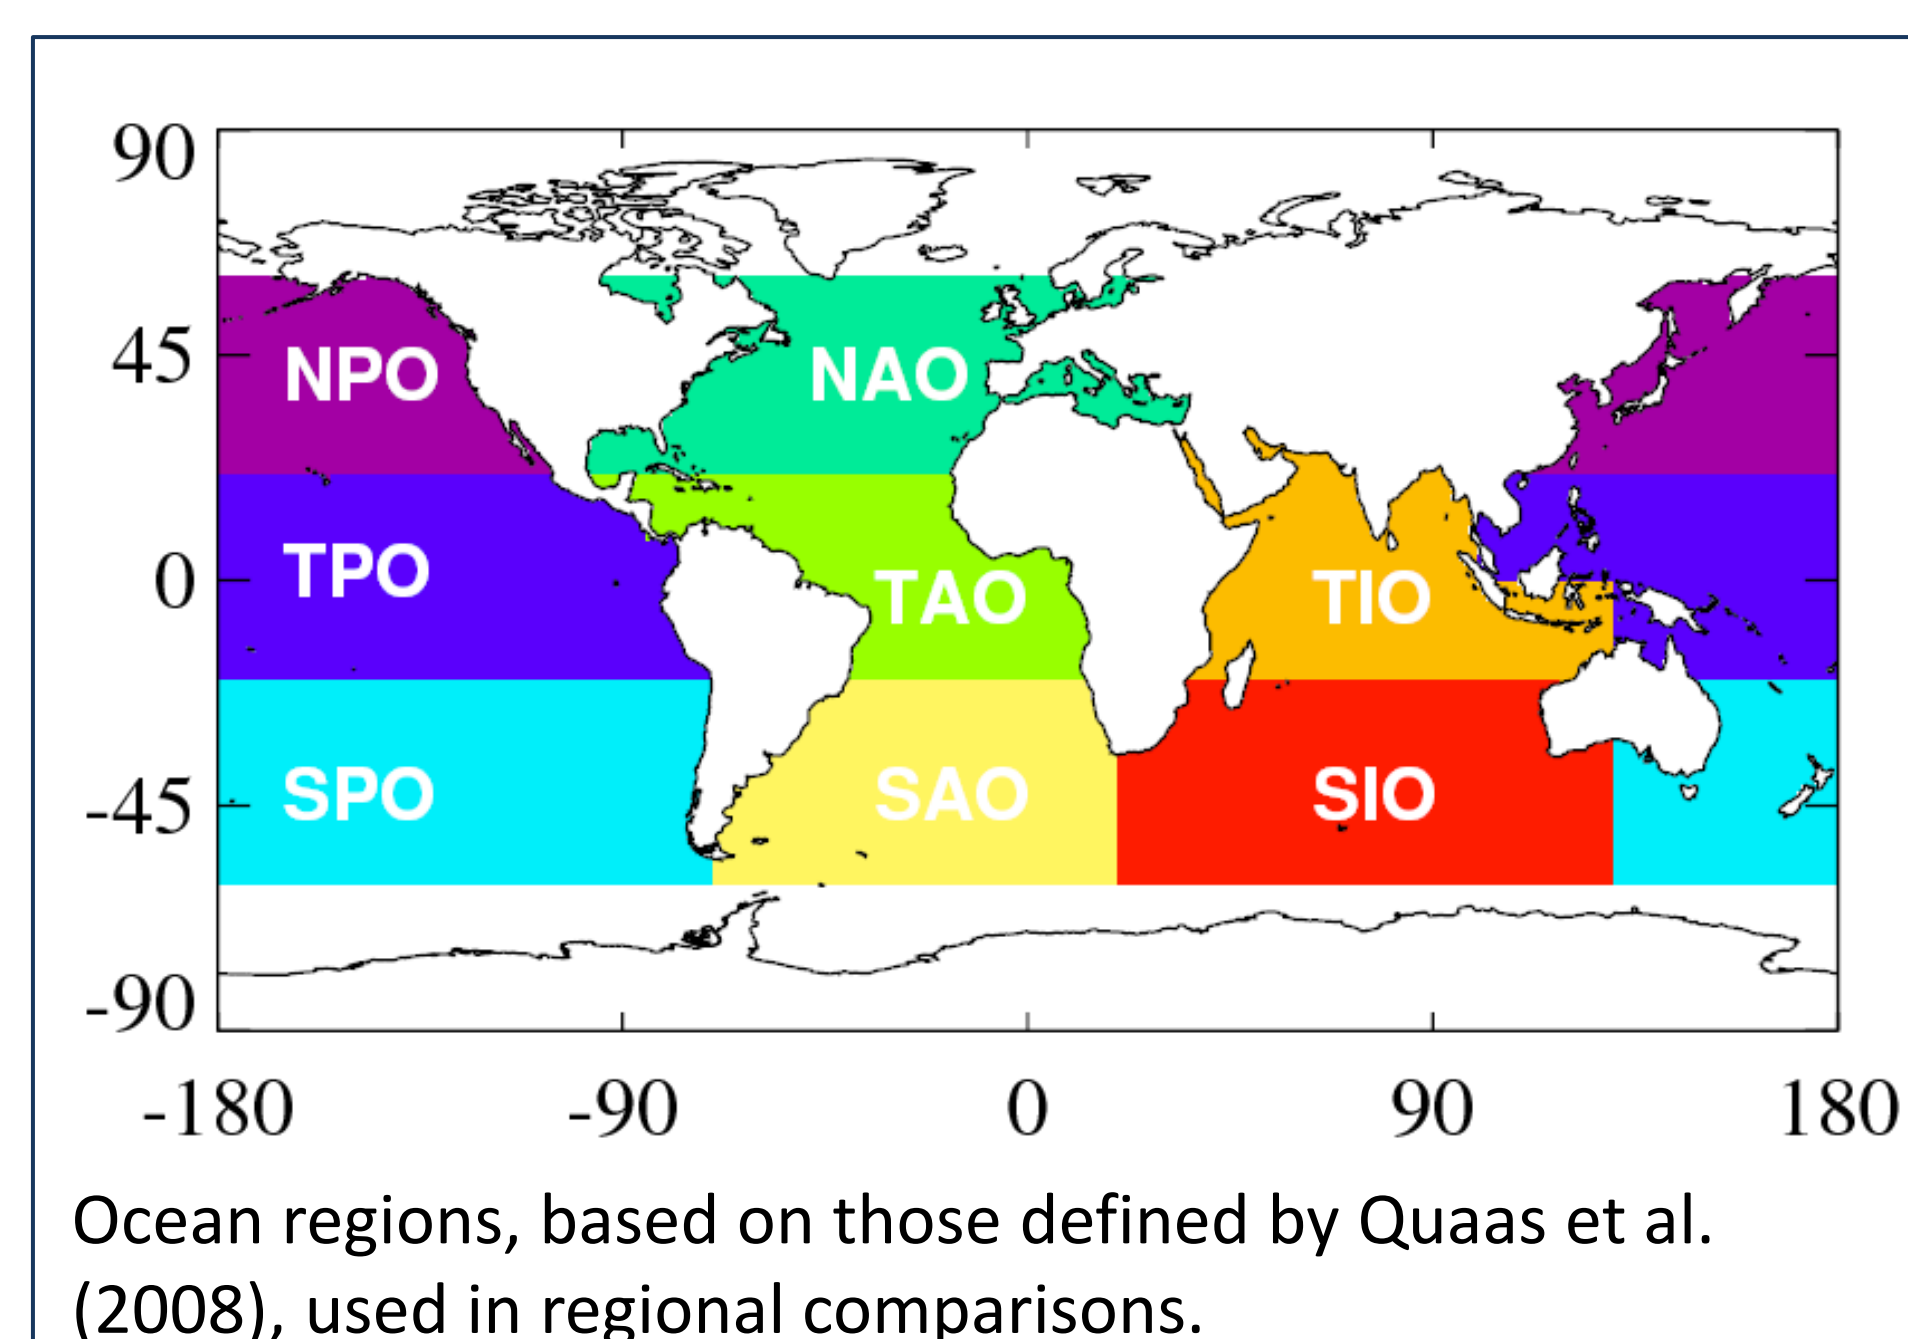 90
45
0
-45
-90
NPO
NAO
TPO
TAO
TIO
SPO
SAO
SIO
-180
-90
0
90
180
Ocean regions, based on those defined by Quaas et al.
(2008), used in regional comparisons.